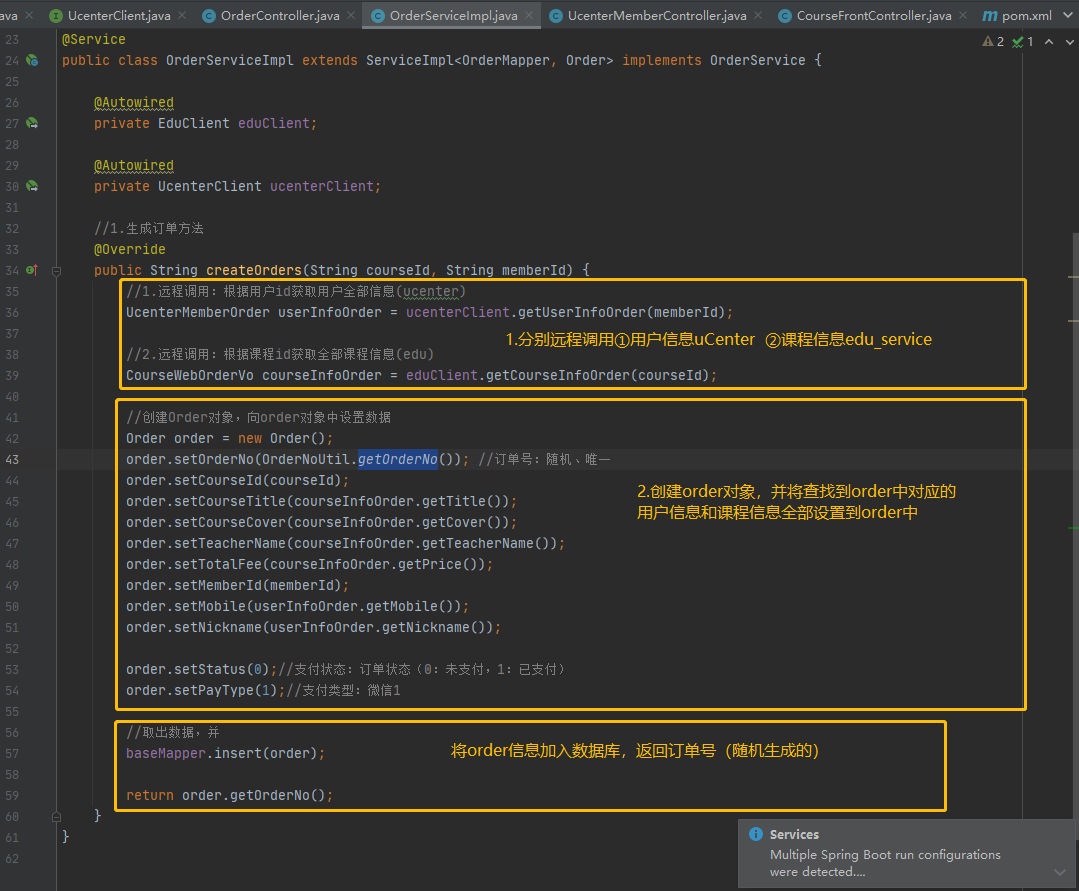 ava UcenterClient.java OrderController.java OrderServiceImpl.java UcenterMemberController.java CourseFrontController.java pom.xml
23 @Service
2 1
24 public class OrderServiceImpl extends ServiceImpl<OrderMapper, Order> implements OrderService {
25
26 @Autowired
27 private EduClient eduClient;
28
29 @Autowired
30 private UcenterClient ucenterClient;
31
32 //1.生成订单方法
33 @Override
34 public String createOrders(String courseId, String memberId) {
35 //1.远程调用：根据用户id获取用户全部信息(ucenter)
36 UcenterMemberOrder userInfoOrder = ucenterClient.getUserInfoOrder(memberId);
37
1.分别远程调用①用户信息uCenter ②课程信息edu_service
38 //2.远程调用：根据课程id获取全部课程信息(edu)
39 CourseWebOrderVo courseInfoOrder = eduClient.getCourseInfoOrder(courseId);
40
41 //创建Order对象，向order对象中设置数据
42 Order order = new Order();
43 order.setOrderNo(OrderNoUtil.getOrderNo()); //订单号：随机、唯一
44 order.setCourseId(courseId);
45 order.setCourseTitle(courseInfoOrder.getTitle());
46 order.setCourseCover(courseInfoOrder.getCover());
2.创建order对象，并将查找到order中对应的
用户信息和课程信息全部设置到order中
47 order.setTeacherName(courseInfoOrder.getTeacherName());
48 order.setTotalFee(courseInfoOrder.getPrice());
49 order.setMemberId(memberId);
50 order.setMobile(userInfoOrder.getMobile());
51 order.setNickname(userInfoOrder.getNickname());
52
53 order.setStatus(0);//支付状态：订单状态（0：未支付，1：已支付）
54 order.setPayType(1);//支付类型：微信1
55
56 //取出数据，并
57 baseMapper.insert(order);
将order信息加入数据库，返回订单号（随机生成的）
58
59 return order.getOrderNo();
60 }
61 }
62
Services
Multiple Spring Boot run configurations
were detected....